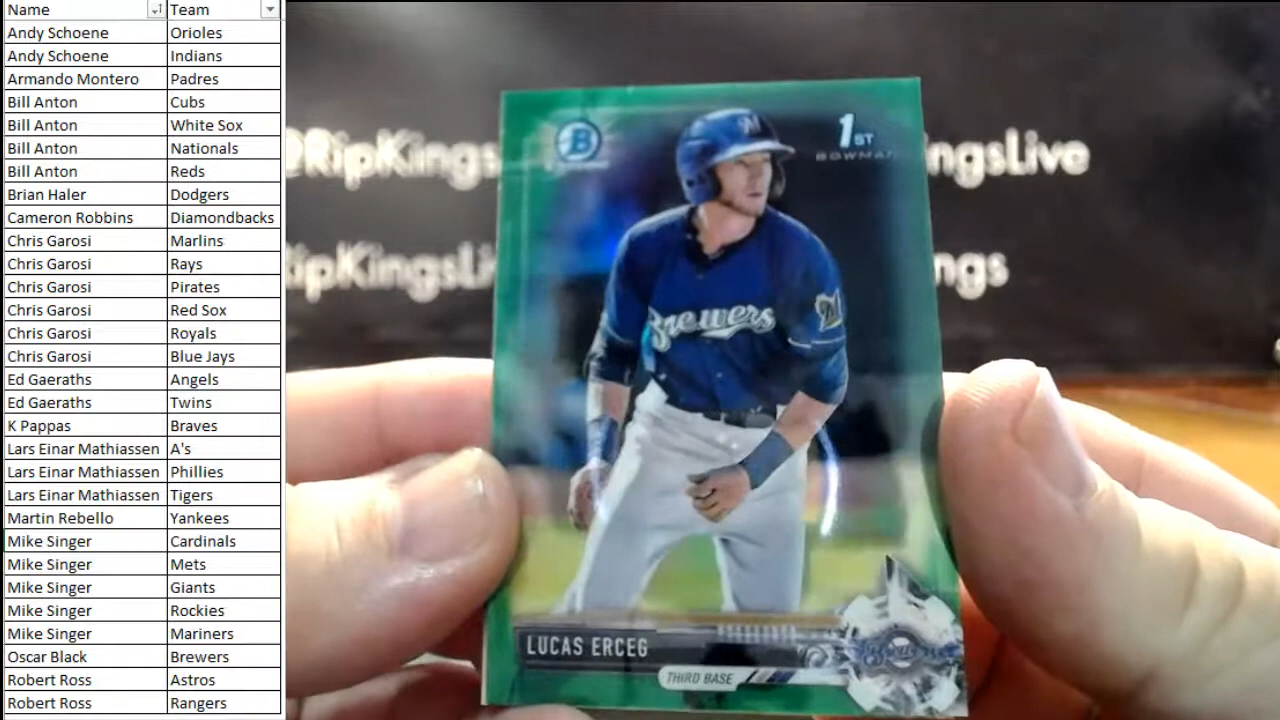 Name Team
Andy Schoene Orioles
Andy Schoene Indians
Armando Montero Padres
Bill Anton Cubs
Bill Anton White Sox
Bill Anton Nationals
Bill Anton Reds
Brian Haler Dodgers
Cameron Robbins Diamondbacks
Chris Garosi Marlins
Chris Garosi Rays
Chris Garosi Pirates
Chris Garosi Red Sox
Chris Garosi Royals
Chris Garosi Blue Jays
Ed Gaeraths Angels
Ed Gaeraths Twins
K Pappas Braves
Lars Einar Mathiassen A's
Lars Einar Mathiassen Phillies
Lars Einar Mathiassen Tigers
Martin Rebello Yankees
Mike Singer Cardinals
Mike Singer Mets
Mike Singer Giants
Mike Singer Rockies
Mike Singer Mariners
Oscar Black Brewers
Robert Ross Astros
Robert Ross Rangers
@RipKings ngsLive
RipKingsLi ngs
B
1ST
BOWMAN
M
Brewers
M
LUCAS ERCEG
THIRD BASE
Brewers